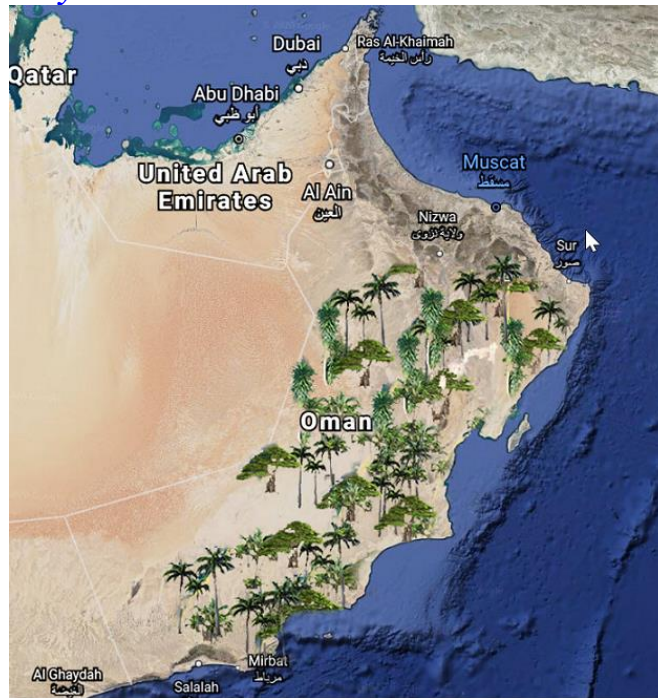 Dubai
دبي
Ras Al-Khaimah
رأس الخيمة
Qatar
Abu Dhabi
أبو ظبي
United Arab
Emirates
Al Ain
العين
Muscat
مسقط
Nizwa
ولاية نزوى
Sur
صور
Oman
Mirbat
مرباط
Al Ghaydah
الغيضة
Salalah